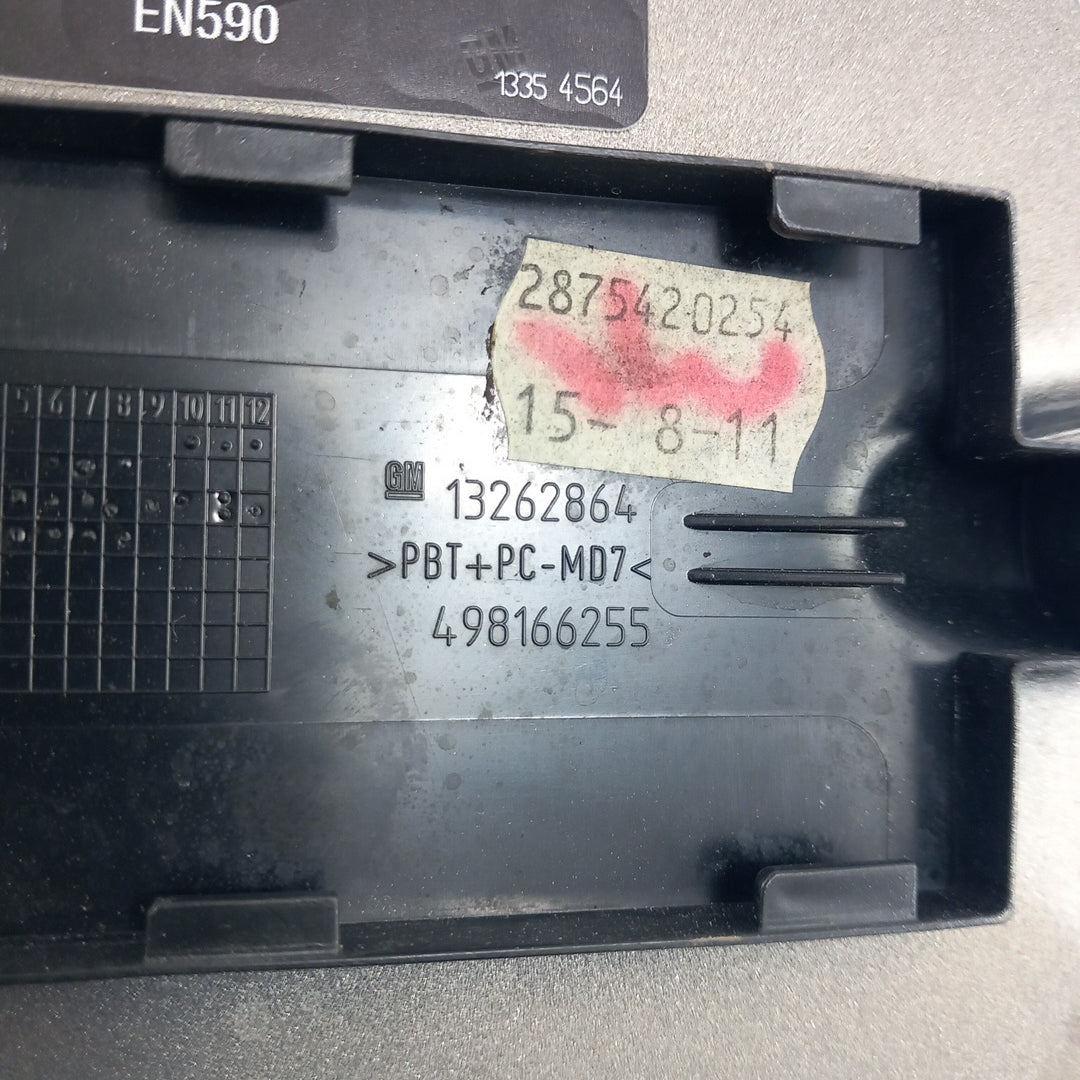 EN590
GM
1335 4564
2875420254
15- 8-11
5 6 7 8 9 10 11 12
GM 13262864
>PBT+PC-MD7<
498166255